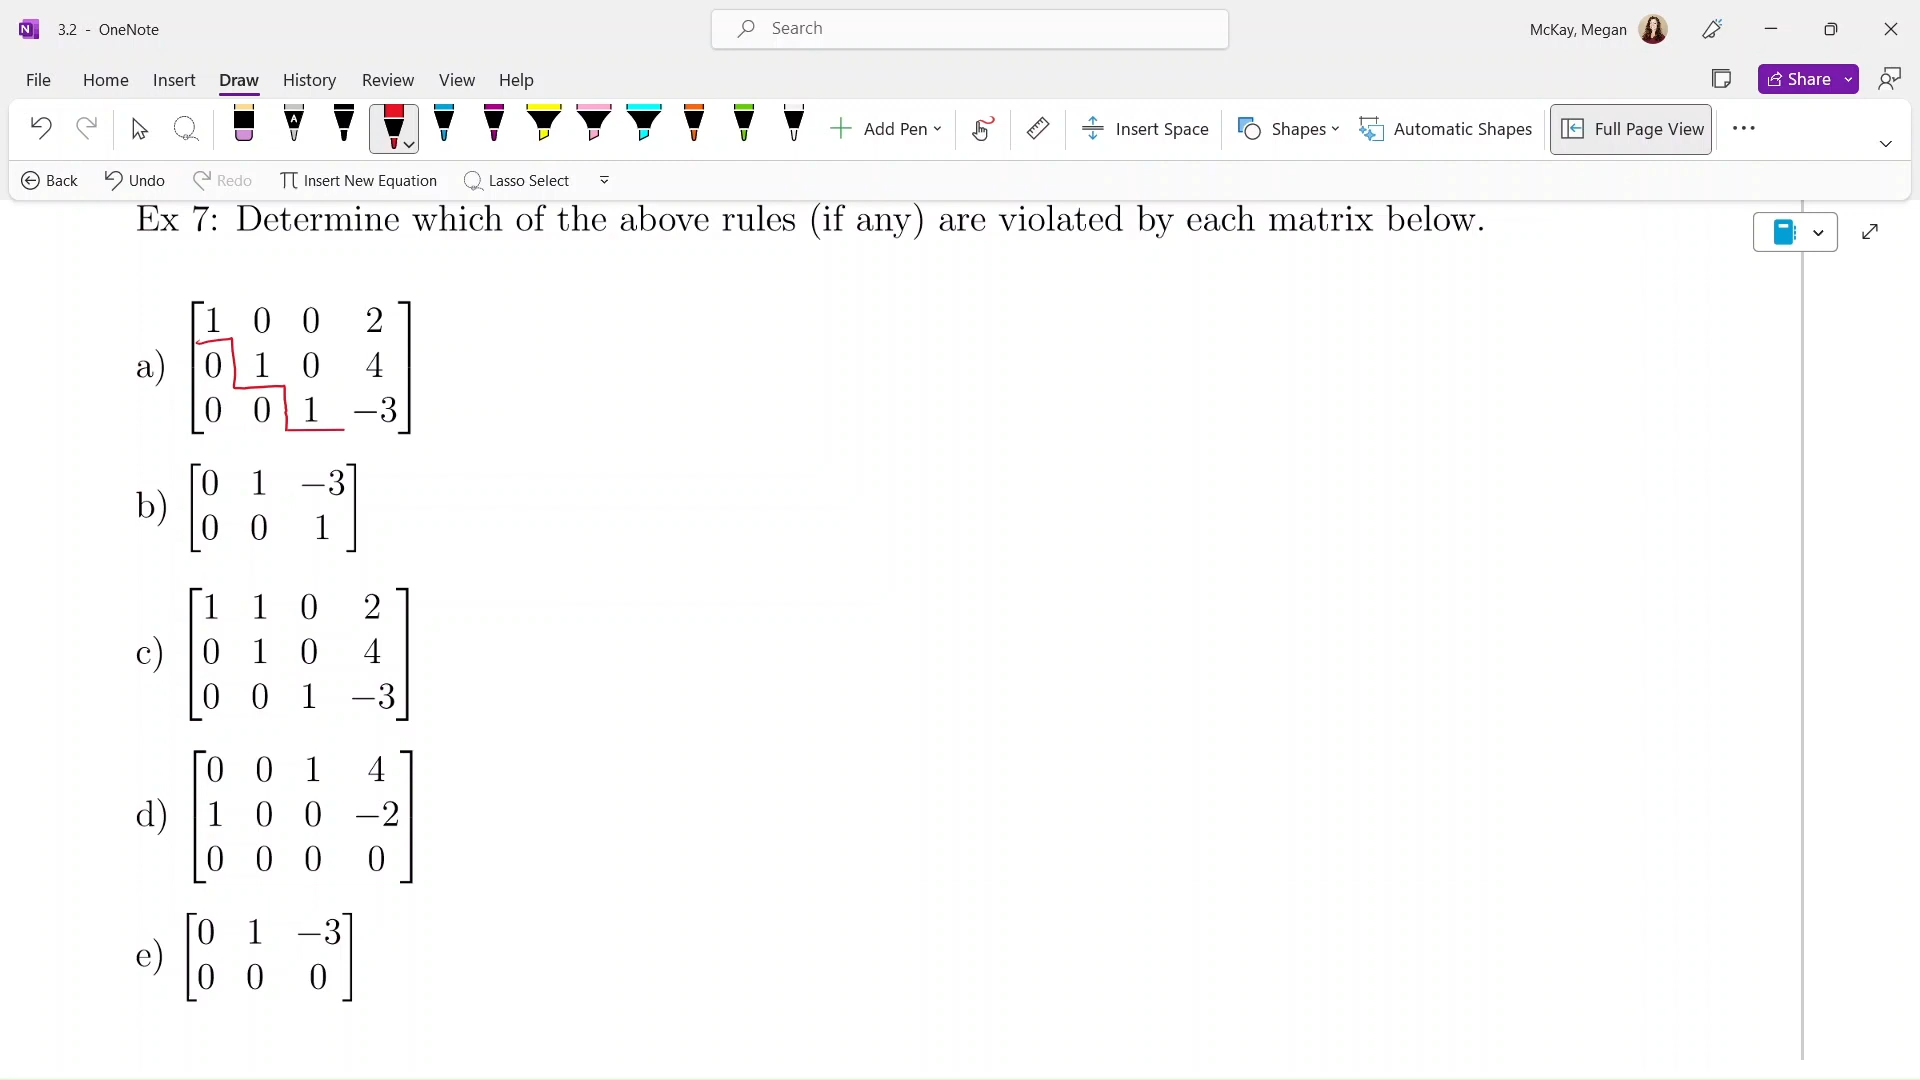 3.2 - OneNote
Search
McKay, Megan
File Home Insert Draw History Review View Help
Share
A
Add Pen
Insert Space
Shapes
Automatic Shapes
Full Page View
Back Undo Redo Insert New Equation Lasso Select
Ex 7: Determine which of the above rules (if any) are violated by each matrix below.
1 0 0 2
a) 0 1 0 4
0 0 1 −3
b) 0 1 −3
0 0 1
1 1 0 2
c) 0 1 0 4
0 0 1 −3
0 0 1 4
d) 1 0 0 −2
0 0 0 0
e) 0 1 −3
0 0 0